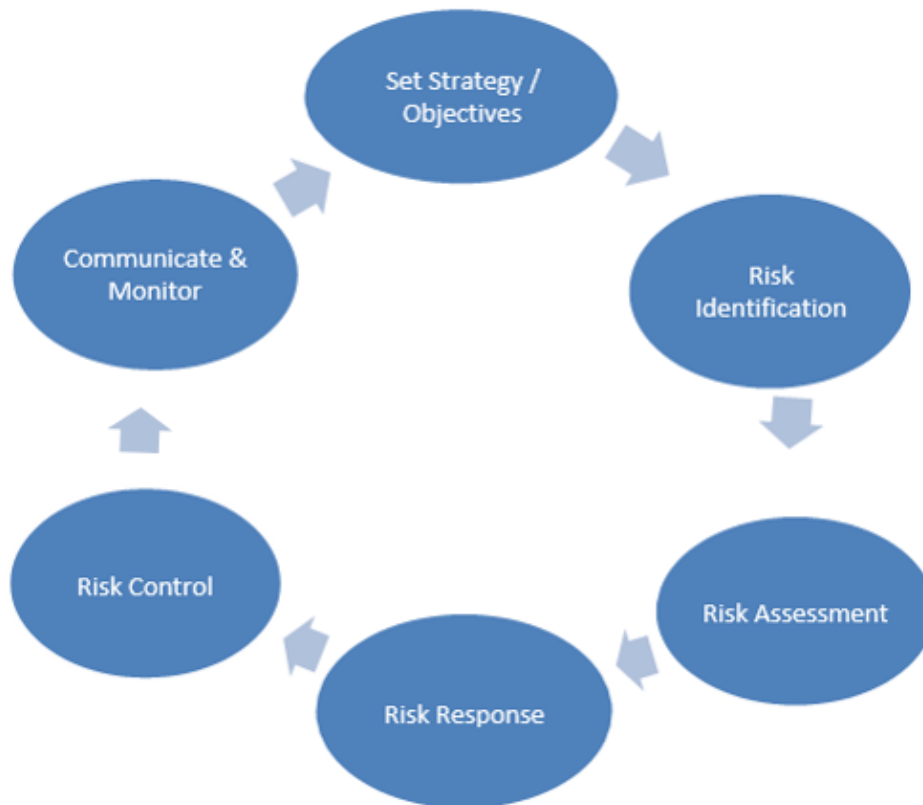 Set Strategy /
Objectives
Risk
Identification
Risk Assessment
Risk Response
Risk Control
Communicate &
Monitor